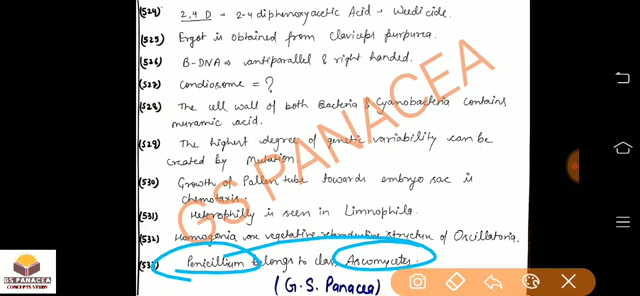 (524) 2,4 D → 2-4 diphenoxyacetic Acid → Weedicide.
(525) Ergot is obtained from Claviceps purpurea.
(526) B-DNA ⇒ antiparallel & right handed.
(527) Condiosome = ?
(528) The cell wall of both Bacteria & Cyanobacteria contains
muramic acid.
(529) The highest degree of genetic variability can be
created by Mutation.
(530) Growth of Pollen tube towards embryo sac is
chemotaxis.
(531) Heterophilly is seen in Limnophila.
(532) are vegetative reproductive structure of Oscillatoria.
Penicillium belongs to class Ascomycetes.
(G.S. Panacea)
GS PANACEA
GS PANACEA
CONCEPTS STUDY